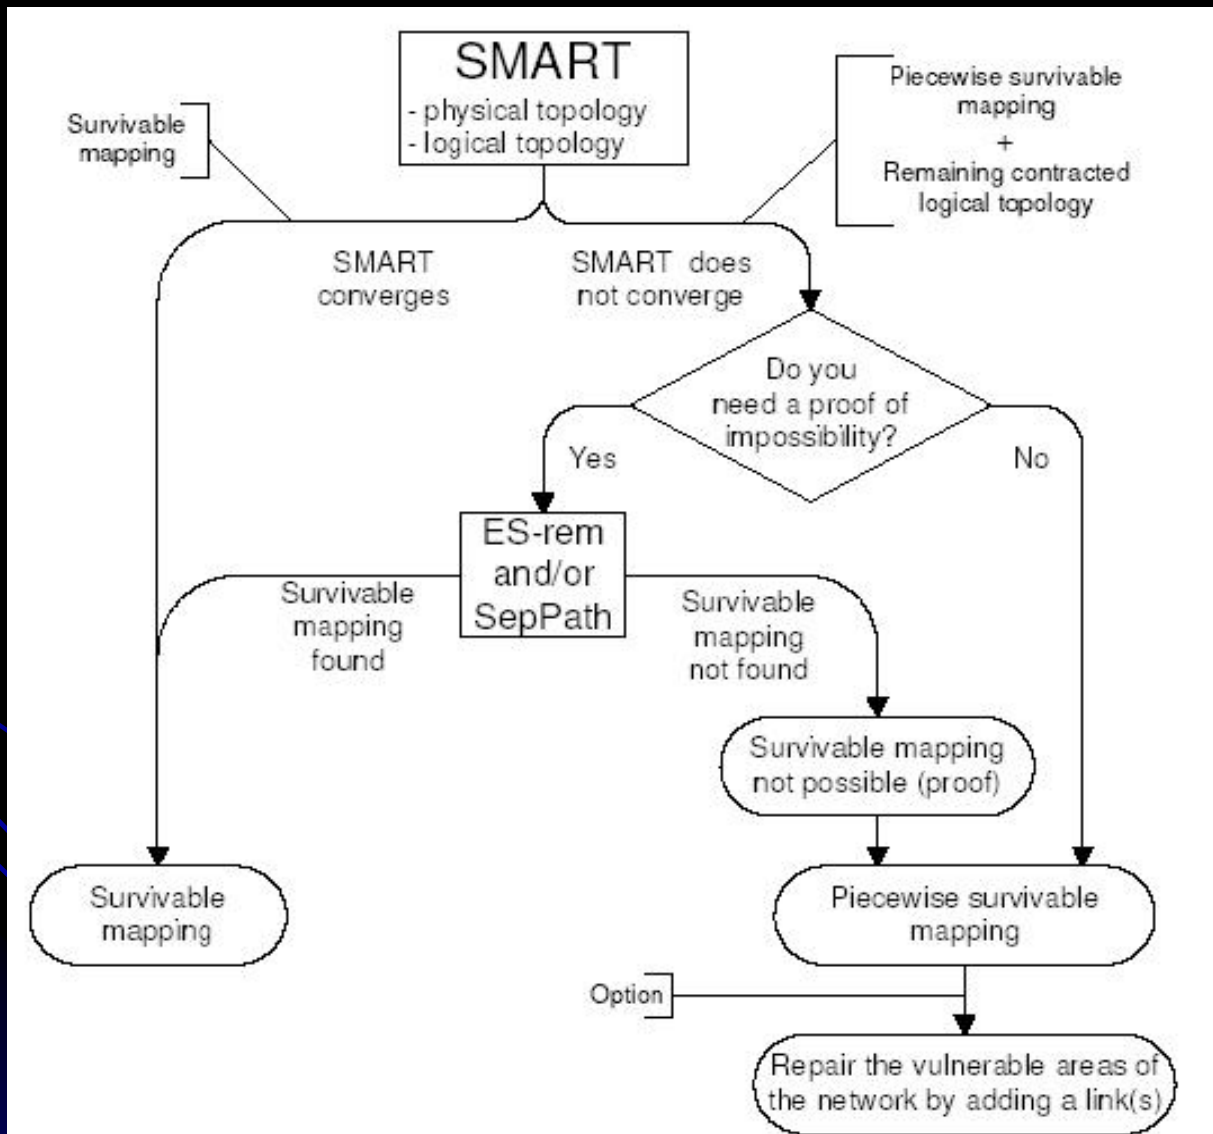 SMART
- physical topology
- logical topology
Survivable
mapping
Piecewise survivable
mapping
+
Remaining contracted
logical topology
SMART
converges
SMART does
not converge
Do you
need a proof of
impossibility?
Yes
No
ES-rem
and/or
SepPath
Survivable
mapping
found
Survivable
mapping
not found
Survivable mapping
not possible (proof)
Survivable
mapping
Piecewise survivable
mapping
Option
Repair the vulnerable areas of
the network by adding a link(s)